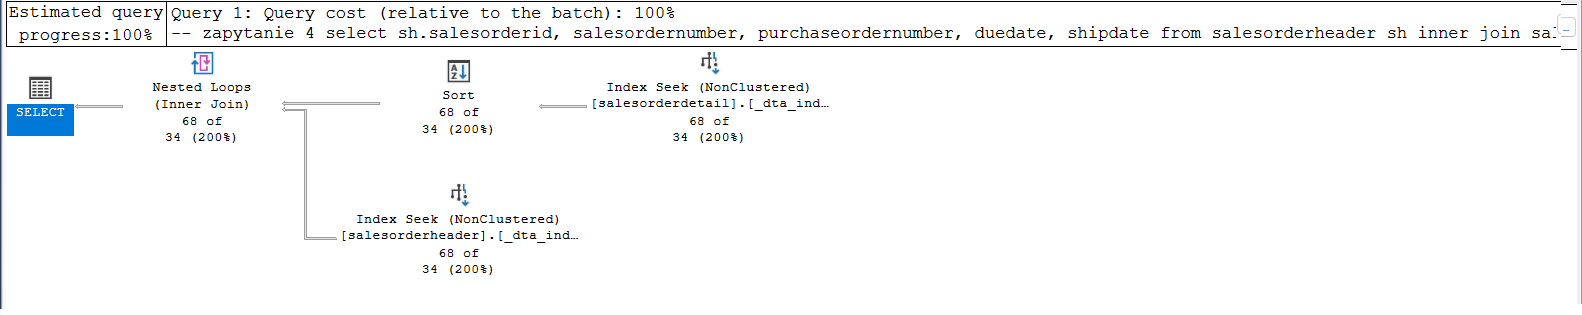 Estimated query
progress:100%
Query 1: Query cost (relative to the batch): 100%
-- zapytanie 4 select sh.salesorderid, salesordernumber, purchaseordernumber, duedate, shipdate from salesorderheader sh inner join sa
SELECT
Nested Loops
(Inner Join)
68 of
34 (200%)
Sort
68 of
34 (200%)
Index Seek (NonClustered)
[salesorderdetail].[_dta_ind…
68 of
34 (200%)
Index Seek (NonClustered)
[salesorderheader].[_dta_ind…
68 of
34 (200%)